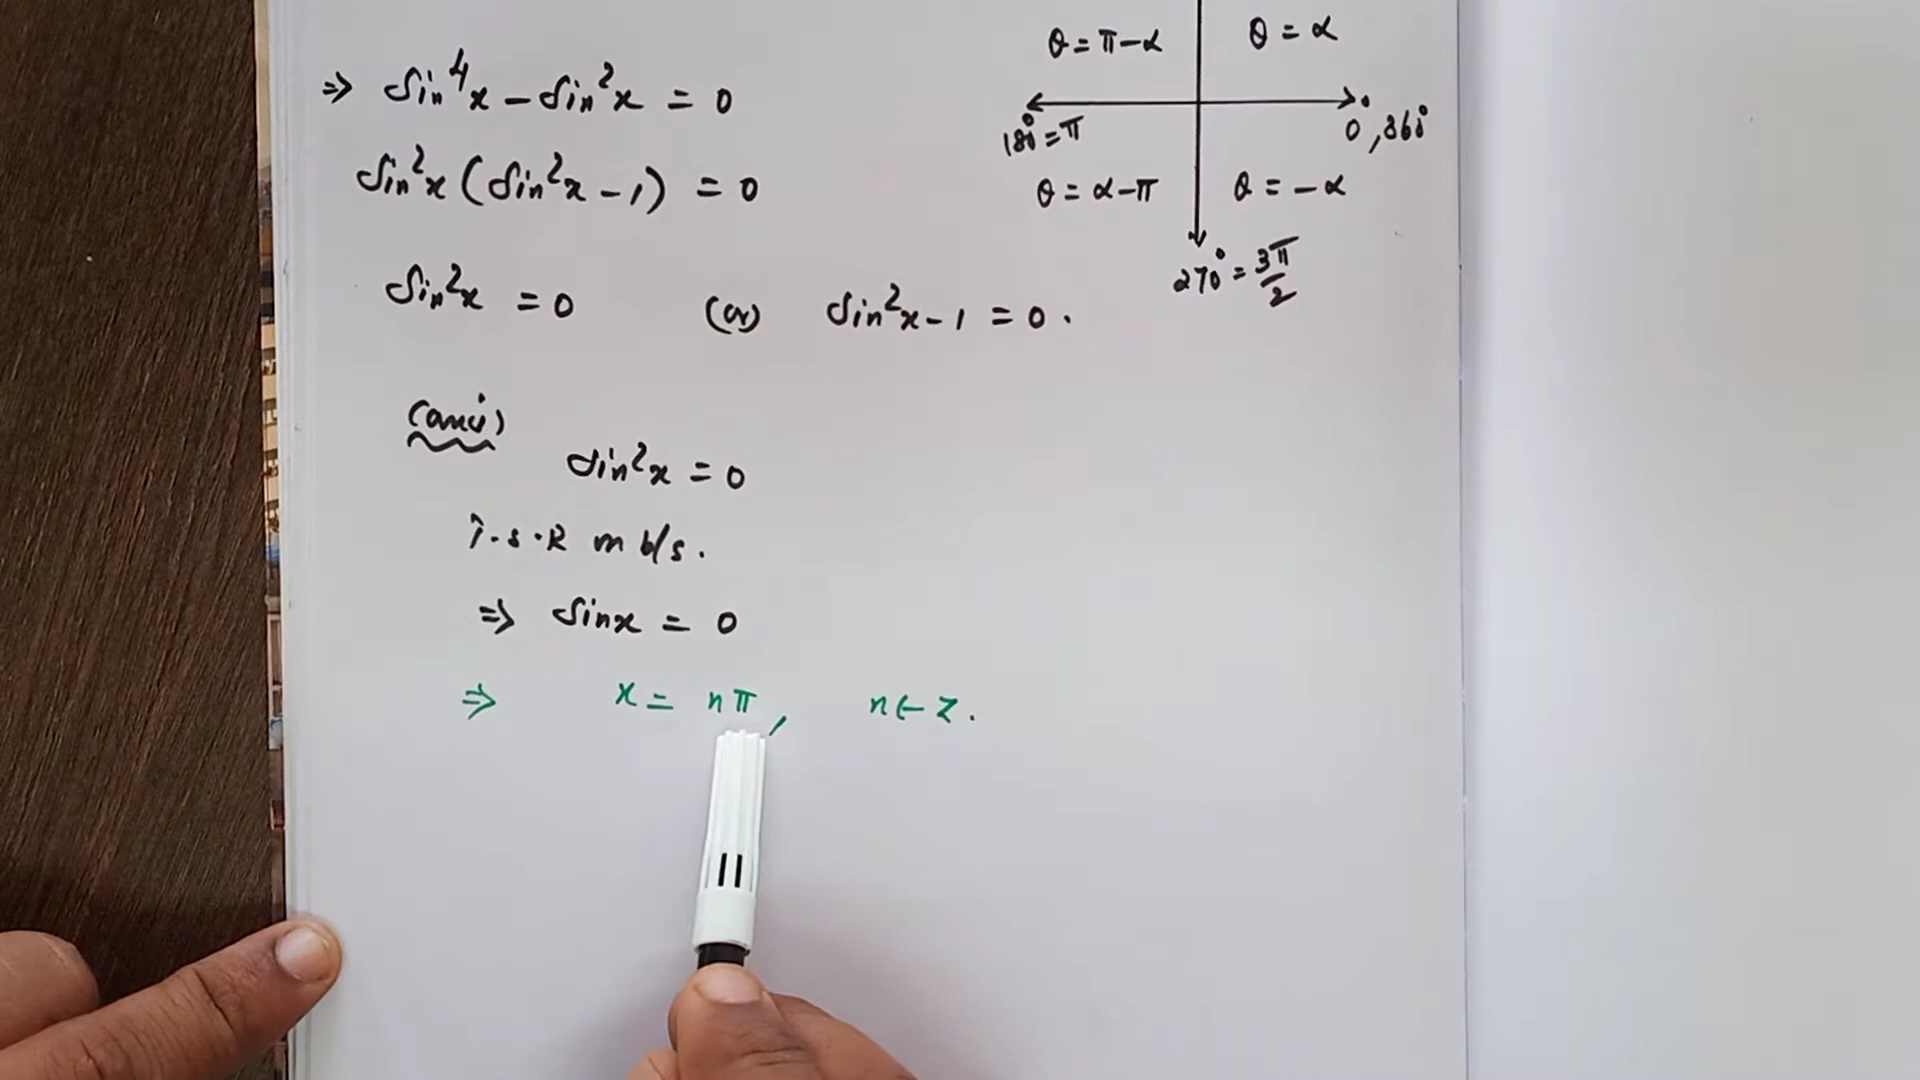 ⇒ Sin⁴x – Sin²x = 0
Sin²x (Sin²x – 1) = 0
Sin²x = 0 (or) Sin²x – 1 = 0.
(case i)
Sin²x = 0
T.S.R m b/s.
⇒ Sinx = 0
⇒ x = nπ, n ∈ Z.
θ = π – α θ = α
180° = π 0°, 360°
θ = α – π θ = – α
270° = 3π/2